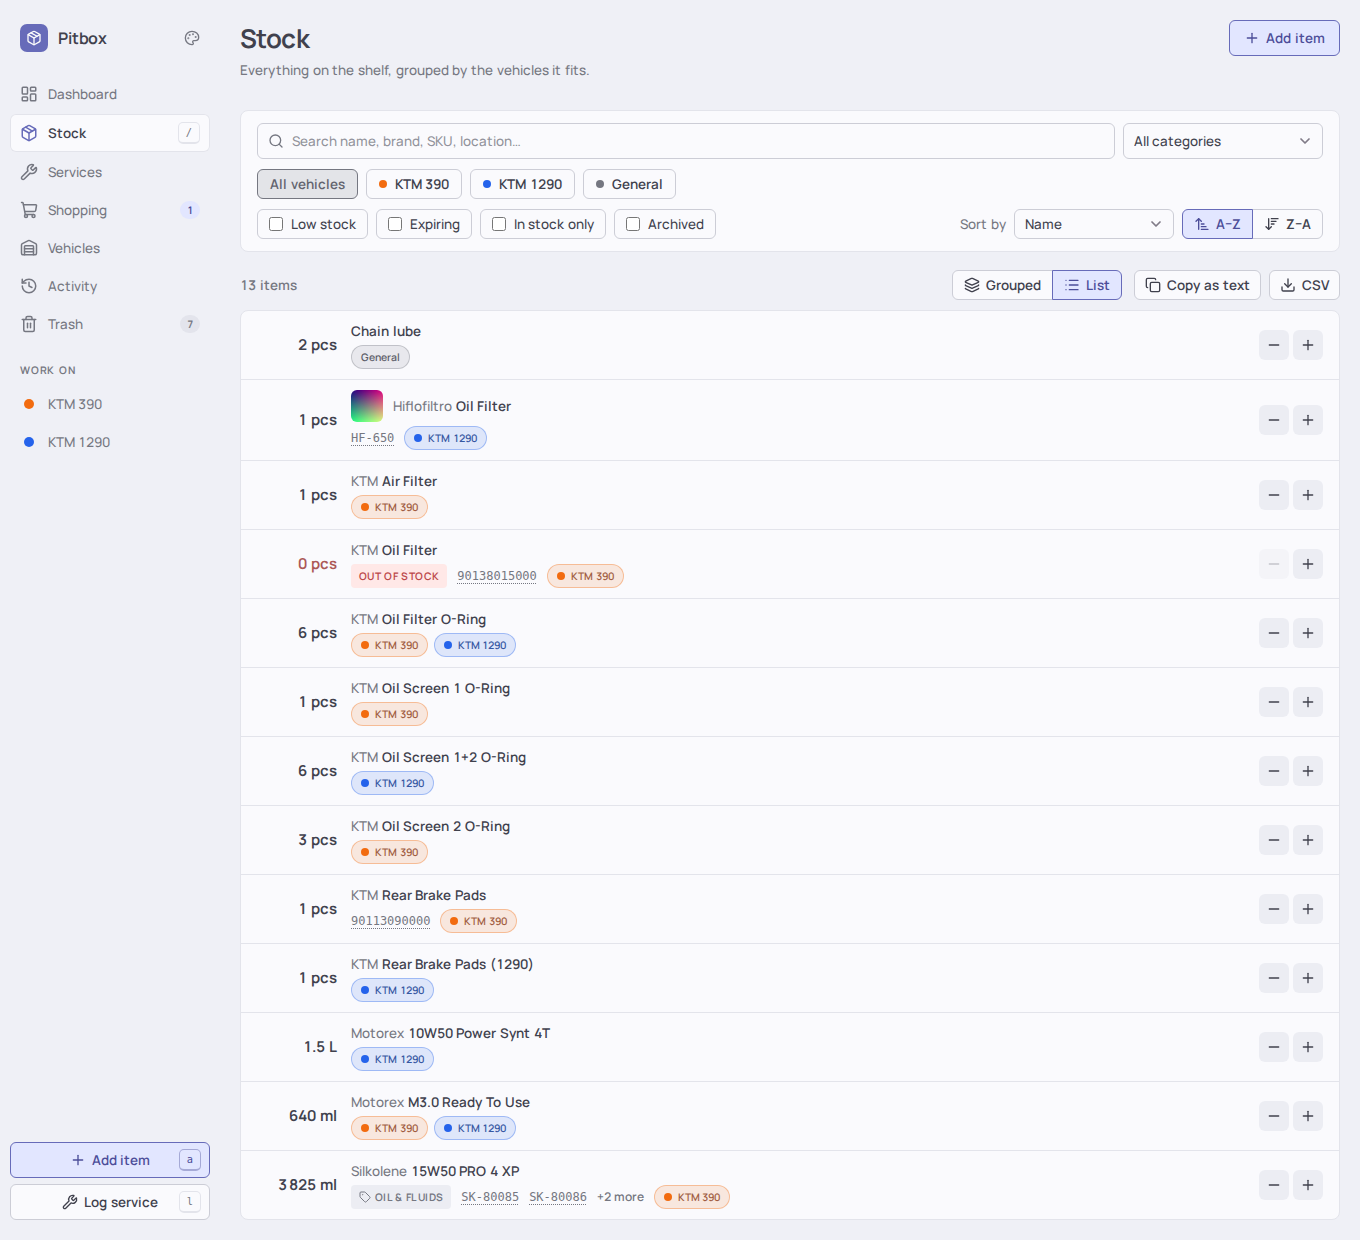 Pitbox
Dashboard
Stock /
Services
Shopping 1
Vehicles
Activity
Trash 7
WORK ON
KTM 390
KTM 1290
Add item a
Log service l
Stock
Add item
Everything on the shelf, grouped by the vehicles it fits.
Search name, brand, SKU, location…
All categories
All vehicles KTM 390 KTM 1290 General
Low stock Expiring In stock only Archived Sort by Name A–Z Z–A
13 items Grouped List Copy as text CSV
2 pcs Chain lube
General
1 pcs Hiflofiltro Oil Filter
HF-650 KTM 1290
1 pcs KTM Air Filter
KTM 390
0 pcs KTM Oil Filter
OUT OF STOCK 90138015000 KTM 390
6 pcs KTM Oil Filter O-Ring
KTM 390 KTM 1290
1 pcs KTM Oil Screen 1 O-Ring
KTM 390
6 pcs KTM Oil Screen 1+2 O-Ring
KTM 1290
3 pcs KTM Oil Screen 2 O-Ring
KTM 390
1 pcs KTM Rear Brake Pads
90113090000 KTM 390
1 pcs KTM Rear Brake Pads (1290)
KTM 1290
1.5 L Motorex 10W50 Power Synt 4T
KTM 1290
640 ml Motorex M3.0 Ready To Use
KTM 390 KTM 1290
3 825 ml Silkolene 15W50 PRO 4 XP
OIL & FLUIDS SK-80085 SK-80086 +2 more KTM 390